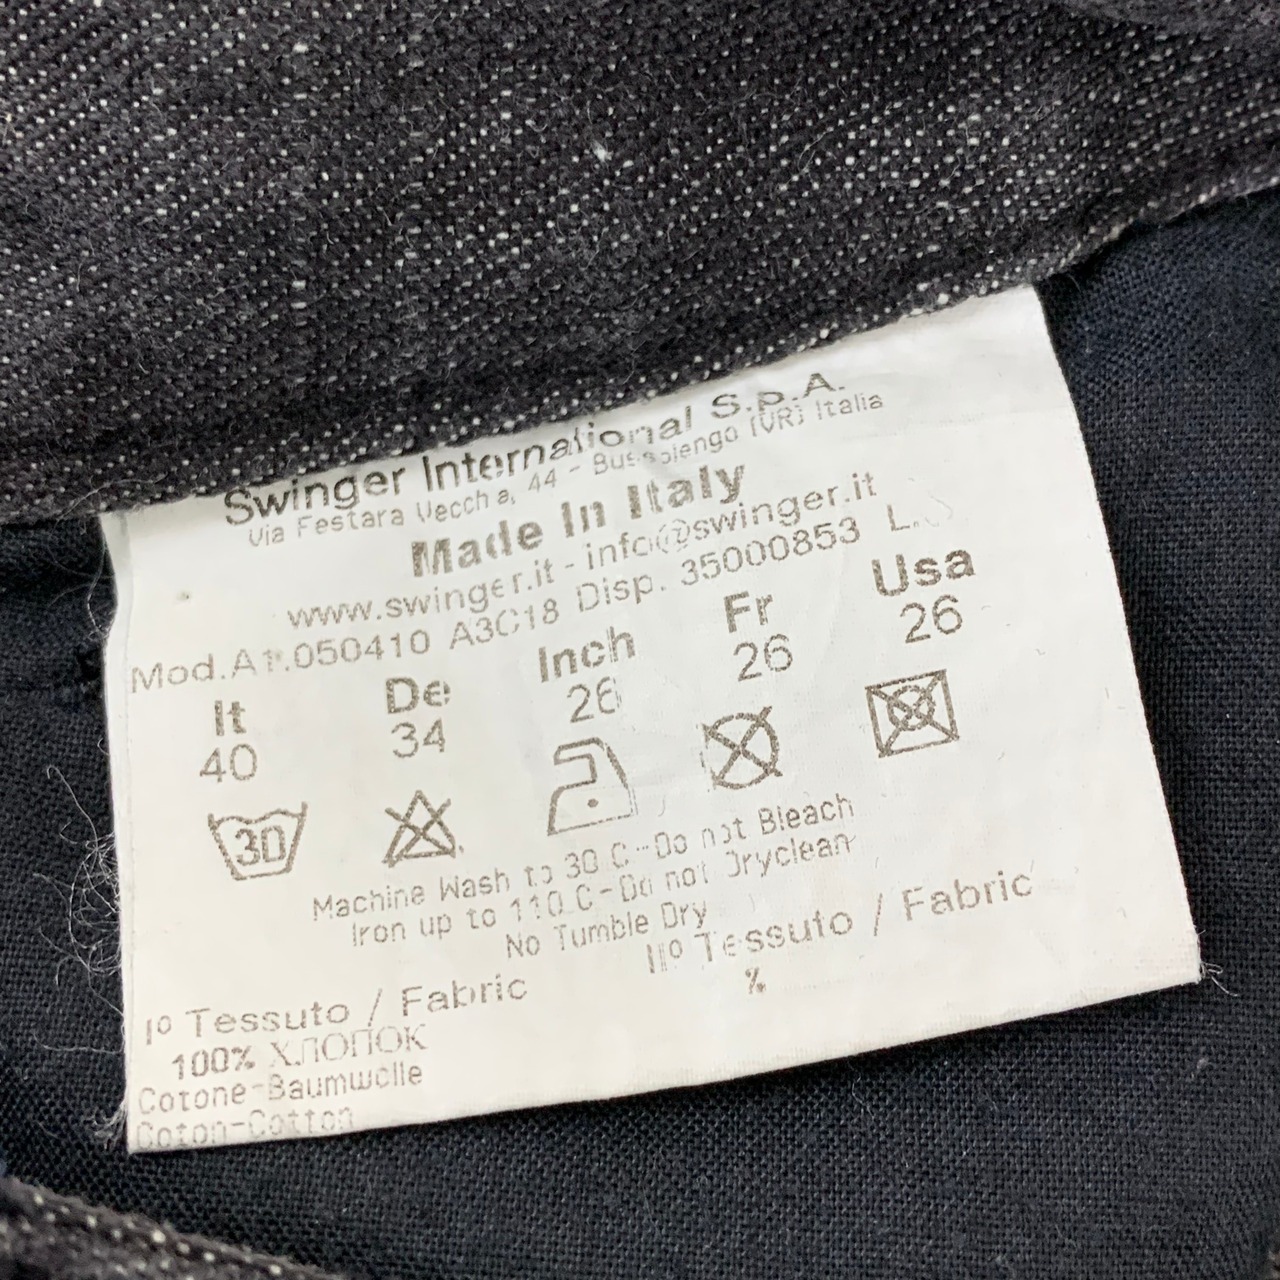 Swinger International S.p.A.
Via Festara Vecchia, 44 - Bussolengo (VR) Italia
Made In Italy
www.swinger.it - info@swinger.it
Mod.A1.050410 A3C18 Disp. 35000853 L.
It De Inch Fr Usa
40 34 26 26 26
30
Machine Wash to 30 C-Do not Bleach
Iron up to 110 C-Do not Dryclean
No Tumble Dry
Iº Tessuto / Fabric IIº Tessuto / Fabric
100% ХЛОПОК %
Cotone-Baumwolle
Coton-Cotton